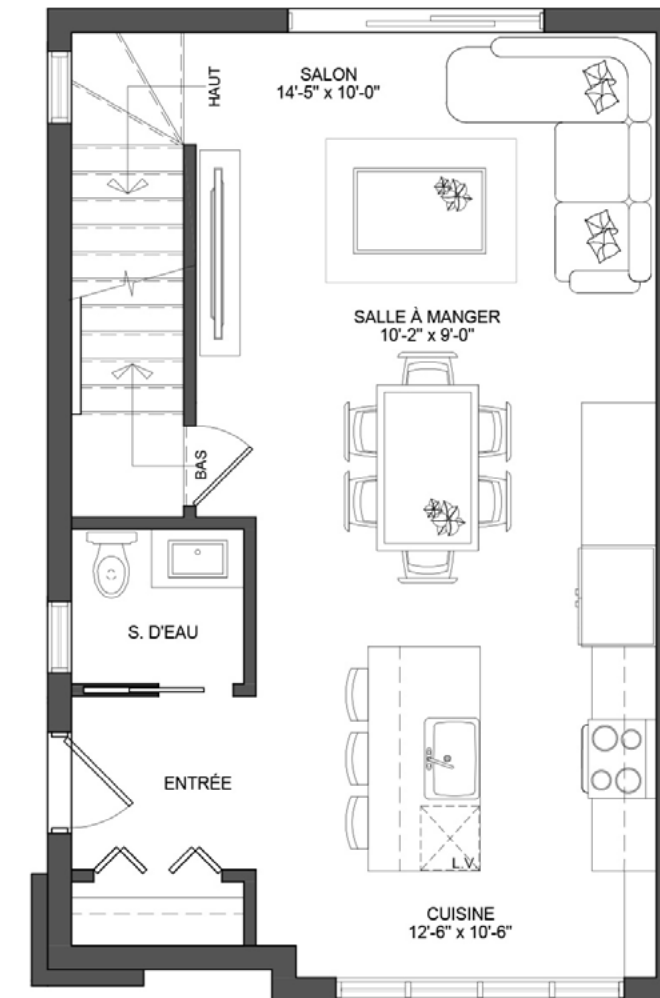 SALON
14'-5" x 10'-0"
HAUT
SALLE À MANGER
10'-2" x 9'-0"
BAS
S. D'EAU
ENTRÉE
L.V.
CUISINE
12'-6" x 10'-6"